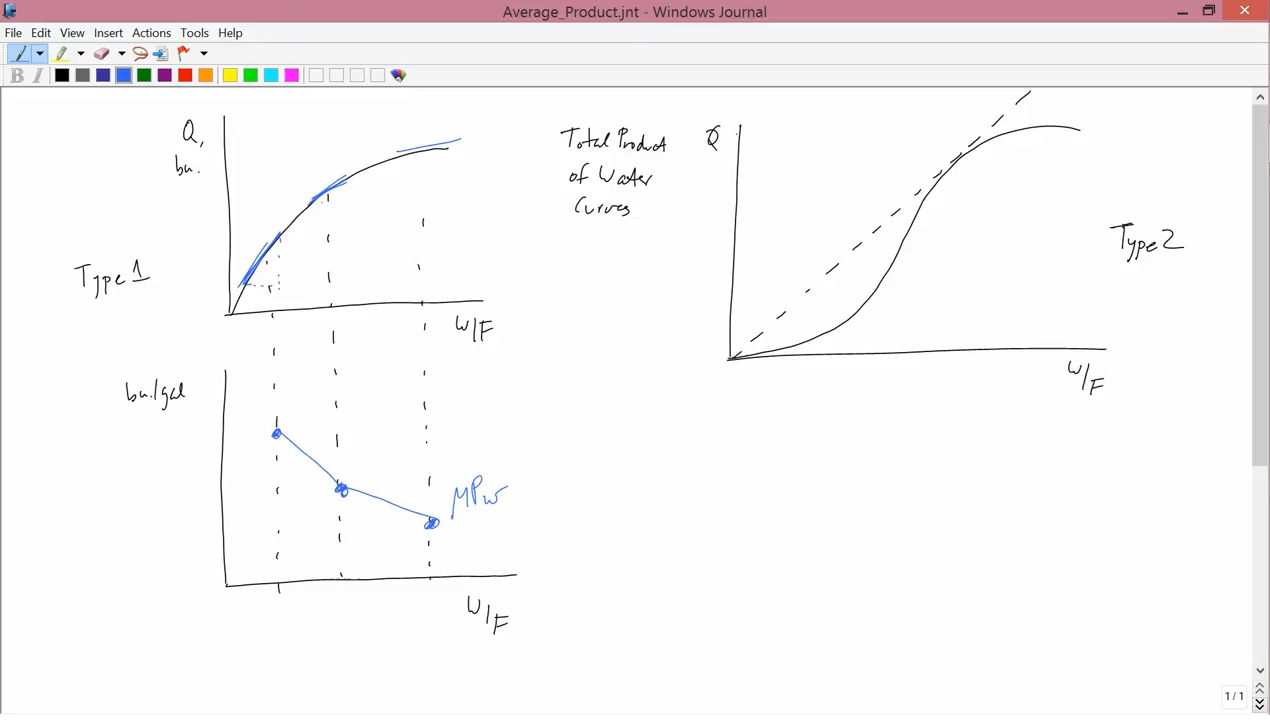 Average_Product.jnt - Windows Journal
File Edit View Insert Actions Tools Help
B I
Q,
bu.
Type 1
W/F
Total Product
of Water
Curves
Q
Type 2
W/F
bu./gal
MPW
W/F
1 / 1